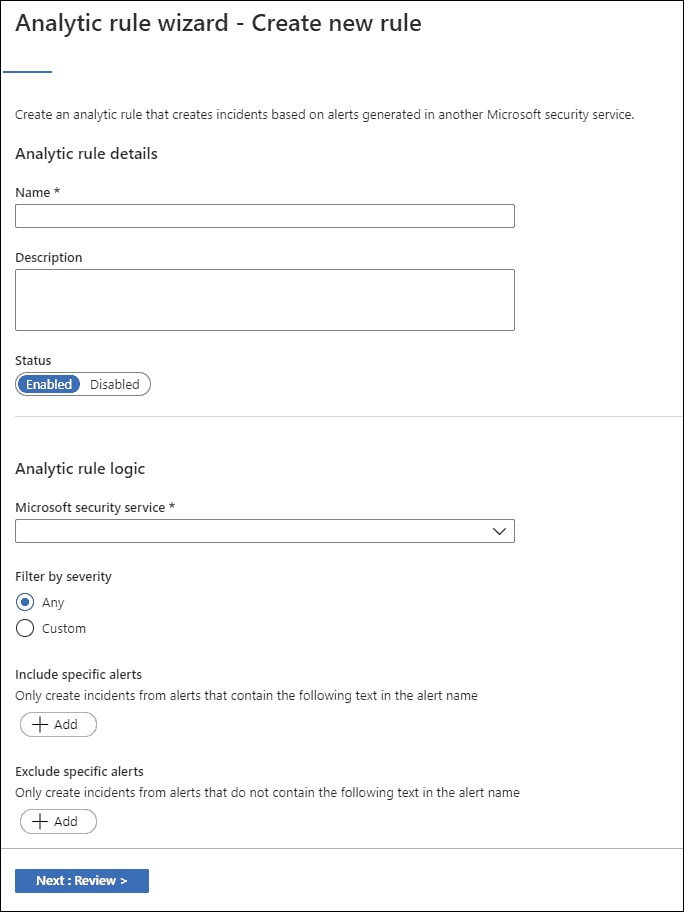 Analytic rule wizard - Create new rule
Create an analytic rule that creates incidents based on alerts generated in another Microsoft security service.
Analytic rule details
Name *
Description
Status
Enabled Disabled
Analytic rule logic
Microsoft security service *
Filter by severity
Any
Custom
Include specific alerts
Only create incidents from alerts that contain the following text in the alert name
+ Add
Exclude specific alerts
Only create incidents from alerts that do not contain the following text in the alert name
+ Add
Next : Review >